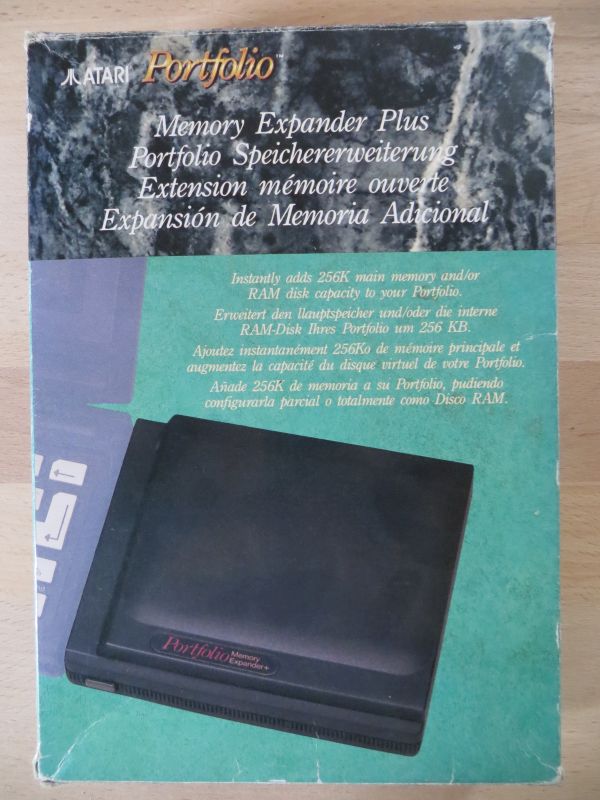 ATARI Portfolio™
Memory Expander Plus
Portfolio Speichererweiterung
Extension mémoire ouverte
Expansión de Memoria Adicional
Instantly adds 256K main memory and/or
RAM disk capacity to your Portfolio.
Erweitert den llauptspeicher und/oder die interne
RAM-Disk Ihres Portfolio um 256 KB.
Ajoutez instantanément 256Ko de mémoire principale et
augmentez la capacité du disque virtuel de votre Portfolio.
Añade 256K de memoria a su Portfolio, pudiendo
configurarla parcial o totalmente como Disco RAM.
Portfolio Memory
Expander+